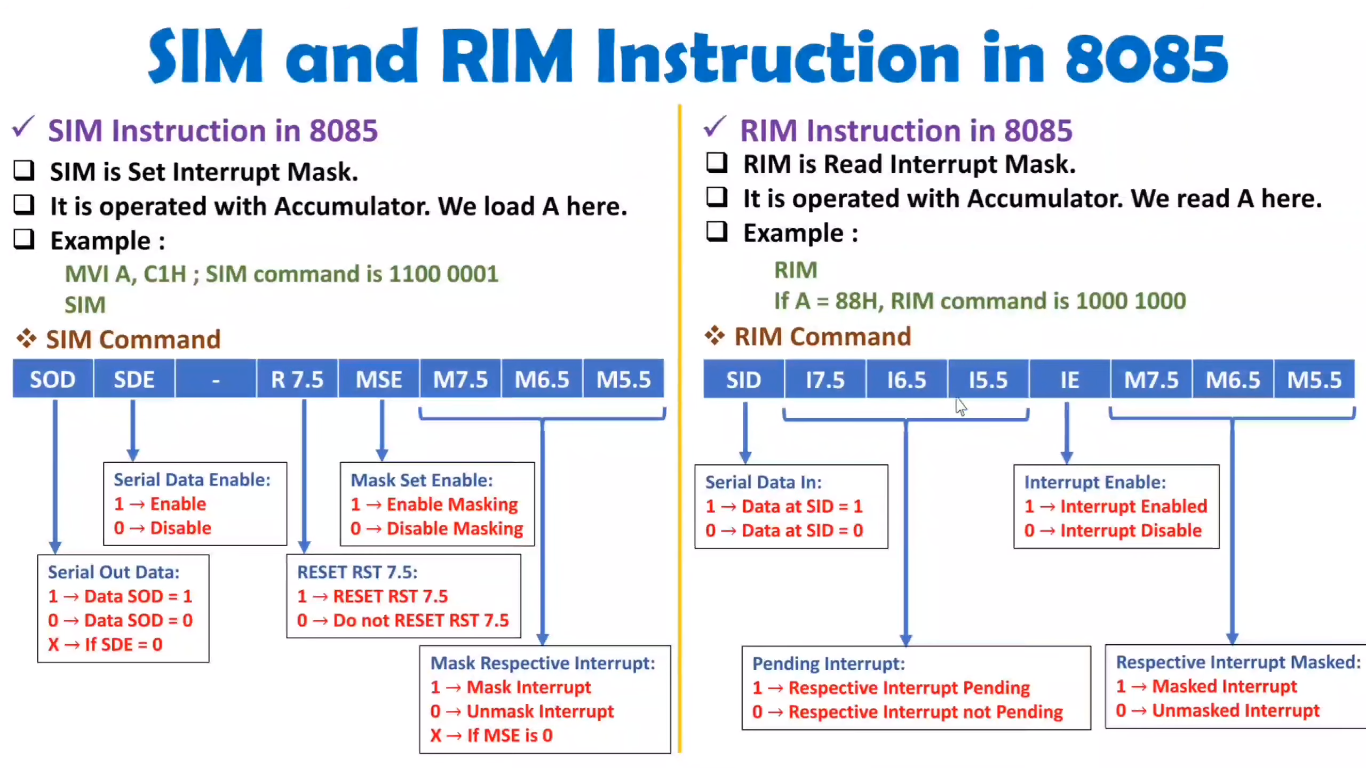 SIM and RIM Instruction in 8085
✓ SIM Instruction in 8085
❑ SIM is Set Interrupt Mask.
❑ It is operated with Accumulator. We load A here.
❑ Example :
MVI A, C1H ; SIM command is 1100 0001
SIM
❖ SIM Command
SOD SDE - R 7.5 MSE M7.5 M6.5 M5.5
Serial Data Enable:
1 → Enable
0 → Disable
Mask Set Enable:
1 → Enable Masking
0 → Disable Masking
Serial Out Data:
1 → Data SOD = 1
0 → Data SOD = 0
X → If SDE = 0
RESET RST 7.5:
1 → RESET RST 7.5
0 → Do not RESET RST 7.5
Mask Respective Interrupt:
1 → Mask Interrupt
0 → Unmask Interrupt
X → If MSE is 0
✓ RIM Instruction in 8085
❑ RIM is Read Interrupt Mask.
❑ It is operated with Accumulator. We read A here.
❑ Example :
RIM
If A = 88H, RIM command is 1000 1000
❖ RIM Command
SID I7.5 I6.5 I5.5 IE M7.5 M6.5 M5.5
Serial Data In:
1 → Data at SID = 1
0 → Data at SID = 0
Interrupt Enable:
1 → Interrupt Enabled
0 → Interrupt Disable
Pending Interrupt:
1 → Respective Interrupt Pending
0 → Respective Interrupt not Pending
Respective Interrupt Masked:
1 → Masked Interrupt
0 → Unmasked Interrupt